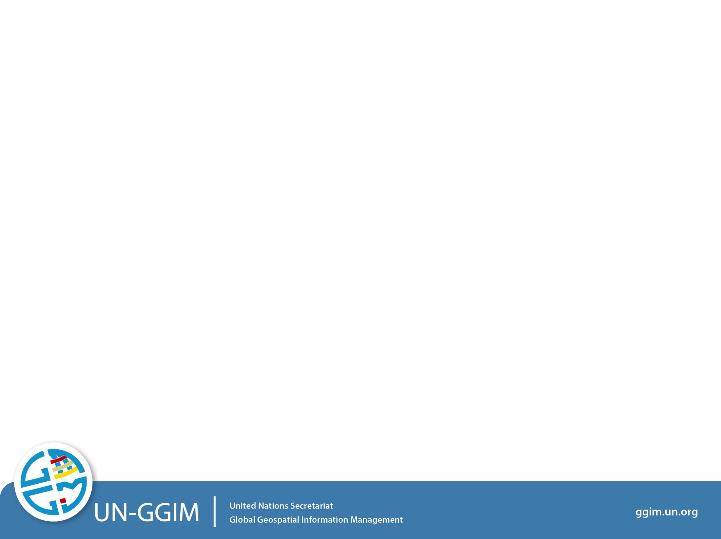 UN-GGIM
United Nations Secretariat
Global Geospatial Information Management
ggim.un.org